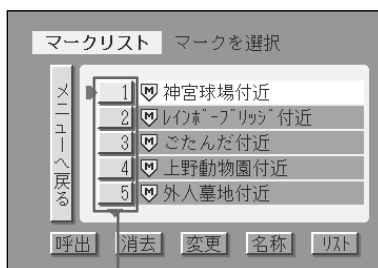 マークリスト マークを選択
メニューへ戻る
1 M 神宮球場付近
2 M ﾚｲﾝﾎﾞｰﾌﾞﾘｯｼﾞ付近
3 M ごたんだ付近
4 M 上野動物園付近
5 M 外人墓地付近
呼出 消去 変更 名称 ﾘｽﾄ